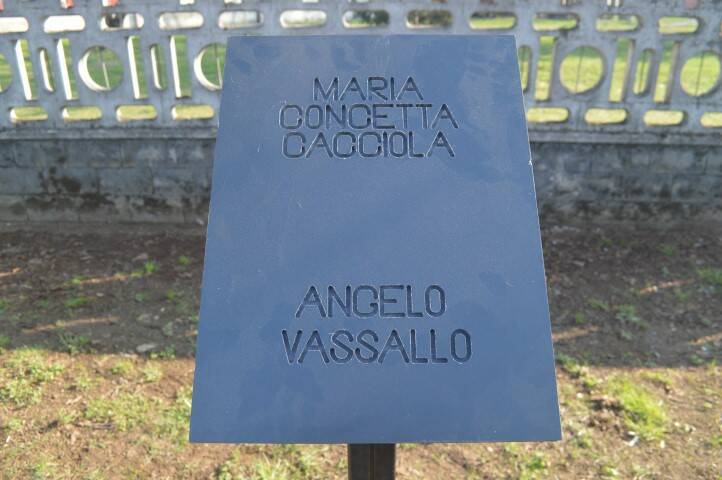 MARIA
CONCETTA
CACCIOLA
ANGELO
VASSALLO